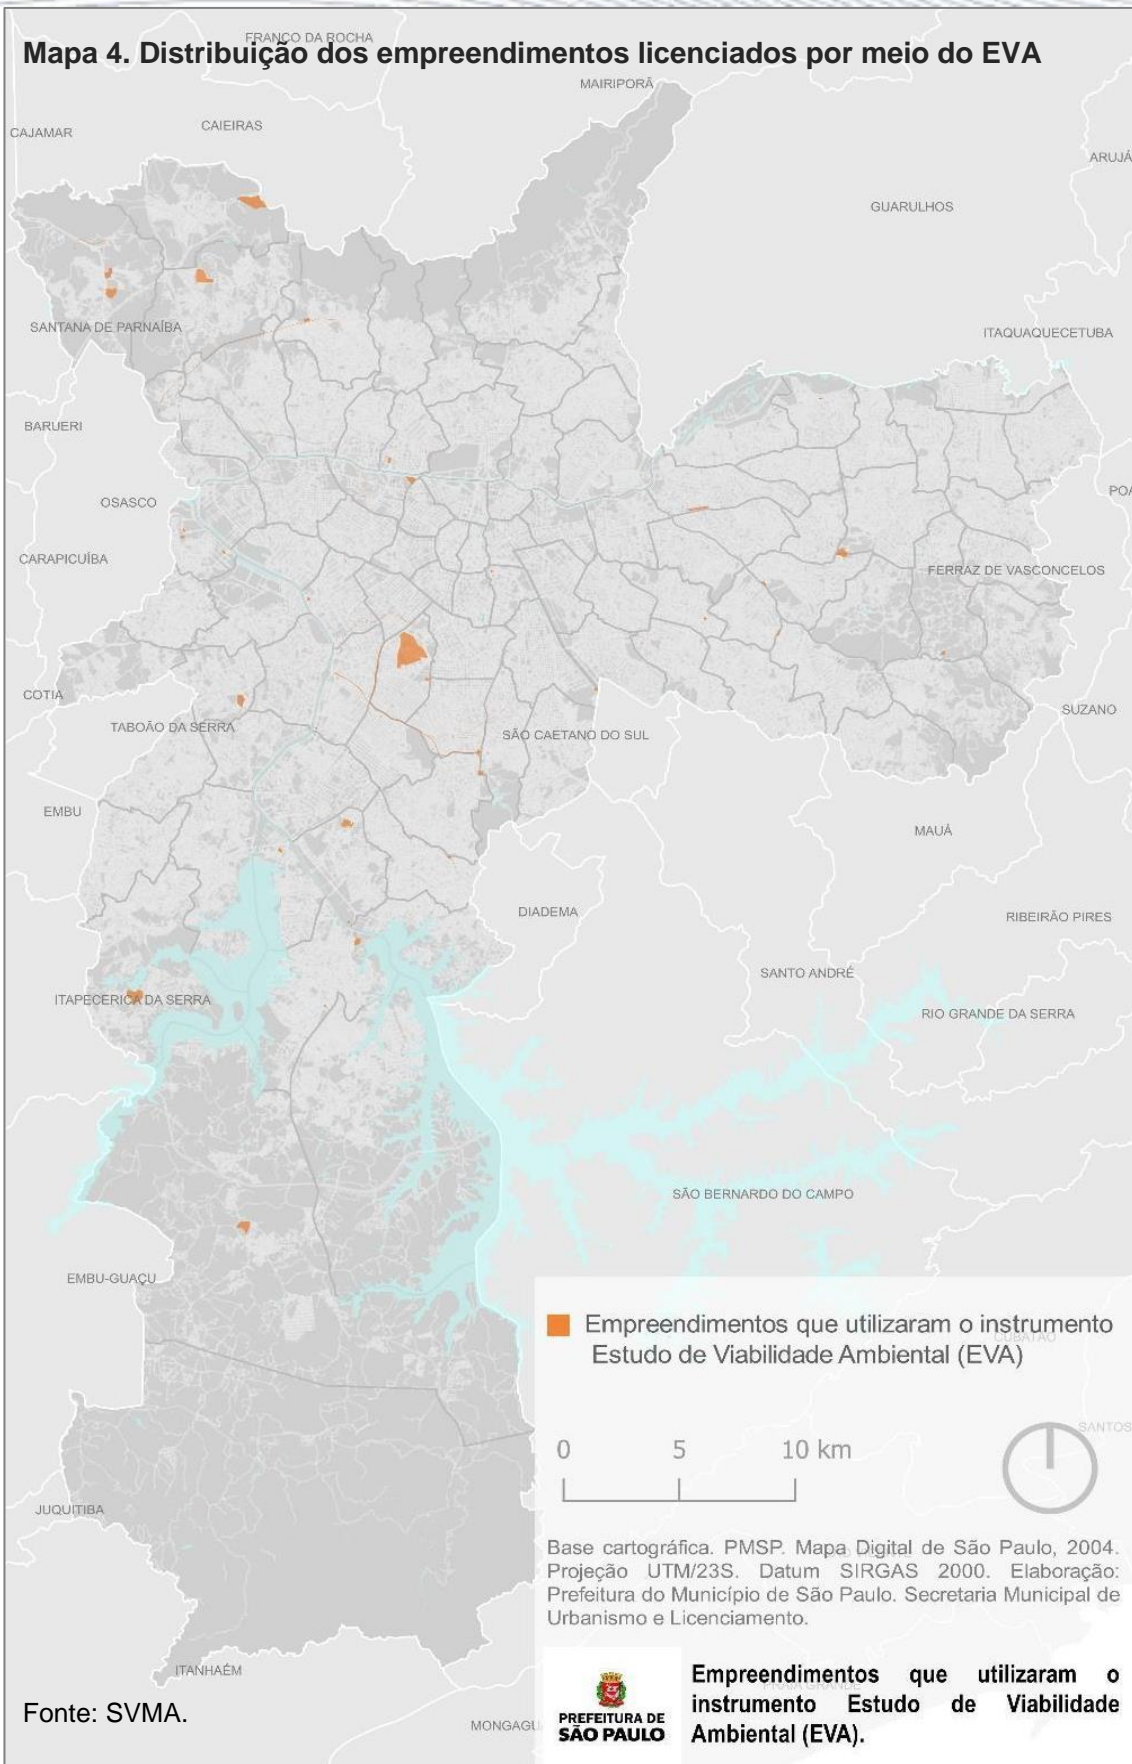 FRANCO DA ROCHA
Mapa 4. Distribuição dos empreendimentos licenciados por meio do EVA
MAIRIPORÃ
CAJAMAR
CAIEIRAS
ARUJÁ
GUARULHOS
SANTANA DE PARNAÍBA
ITAQUAQUECETUBA
BARUERI
OSASCO
POÁ
CARAPICUÍBA
FERRAZ DE VASCONCELOS
COTIA
SUZANO
TABOÃO DA SERRA
SÃO CAETANO DO SUL
EMBU
MAUÁ
DIADEMA
RIBEIRÃO PIRES
SANTO ANDRÉ
ITAPECERICA DA SERRA
RIO GRANDE DA SERRA
SÃO BERNARDO DO CAMPO
EMBU-GUAÇU
Empreendimentos que utilizaram o instrumento
CUBATÃO
Estudo de Viabilidade Ambiental (EVA)
SANTOS
0 5 10 km
JUQUITIBA
Base cartográfica. PMSP. Mapa Digital de São Paulo, 2004.
Projeção UTM/23S. Datum SIRGAS 2000. Elaboração:
Prefeitura do Município de São Paulo. Secretaria Municipal de
Urbanismo e Licenciamento.
ITANHAÉM
PREFEITURA DE
SÃO PAULO
Empreendimentos que utilizaram o
PRAIA GRANDE
instrumento Estudo de Viabilidade
Ambiental (EVA).
Fonte: SVMA.
MONGAGU